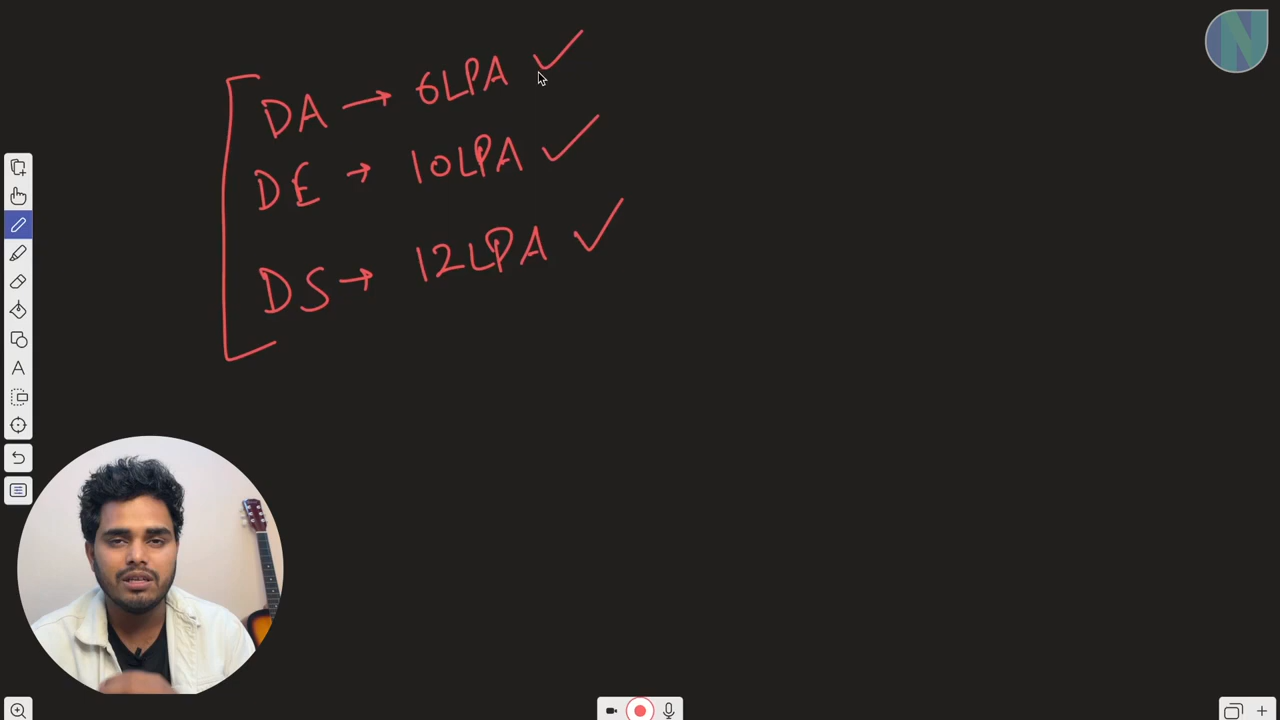 DA → 6LPA ✓
DE → 10LPA ✓
DS → 12LPA ✓
N
A